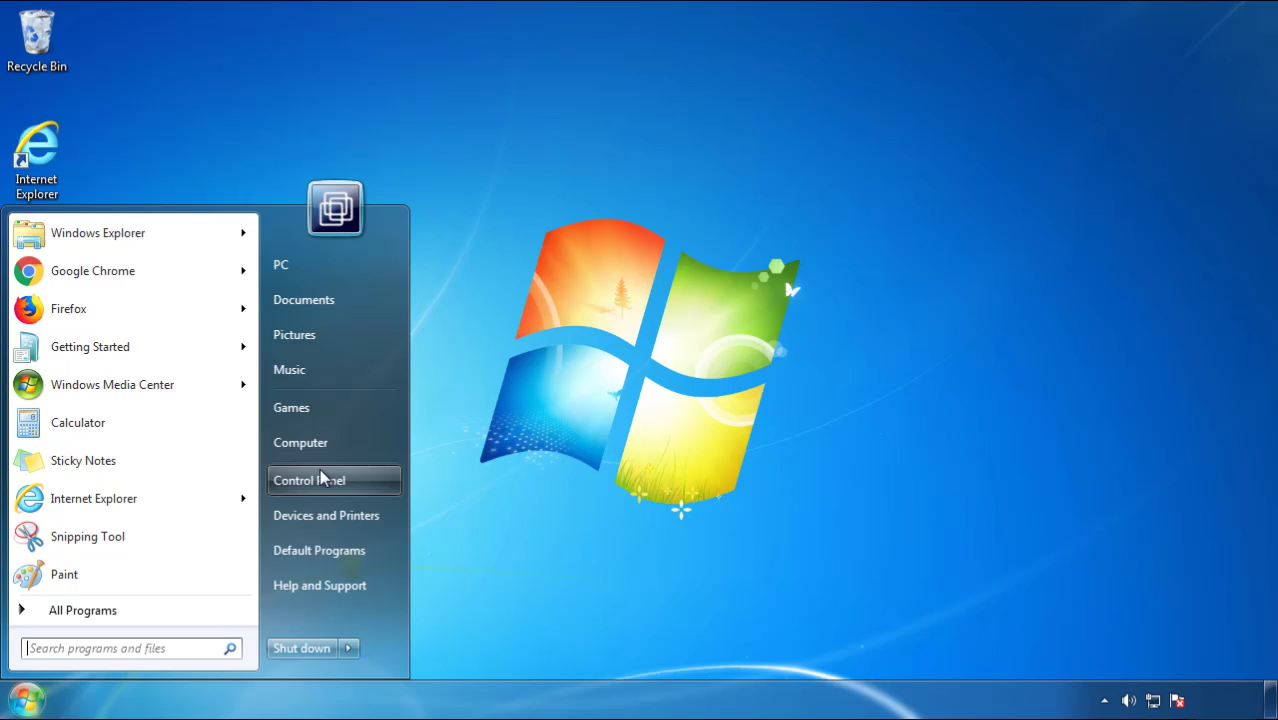 Recycle Bin
Internet
Explorer
Windows Explorer
Google Chrome
Firefox
Getting Started
Windows Media Center
Calculator
Sticky Notes
Internet Explorer
Snipping Tool
Paint
All Programs
Search programs and files
PC
Documents
Pictures
Music
Games
Computer
Control Panel
Devices and Printers
Default Programs
Help and Support
Shut down